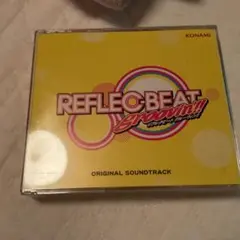 KONAMI
REFLEC BEAT
groovin'!!
ORIGINAL SOUNDTRACK